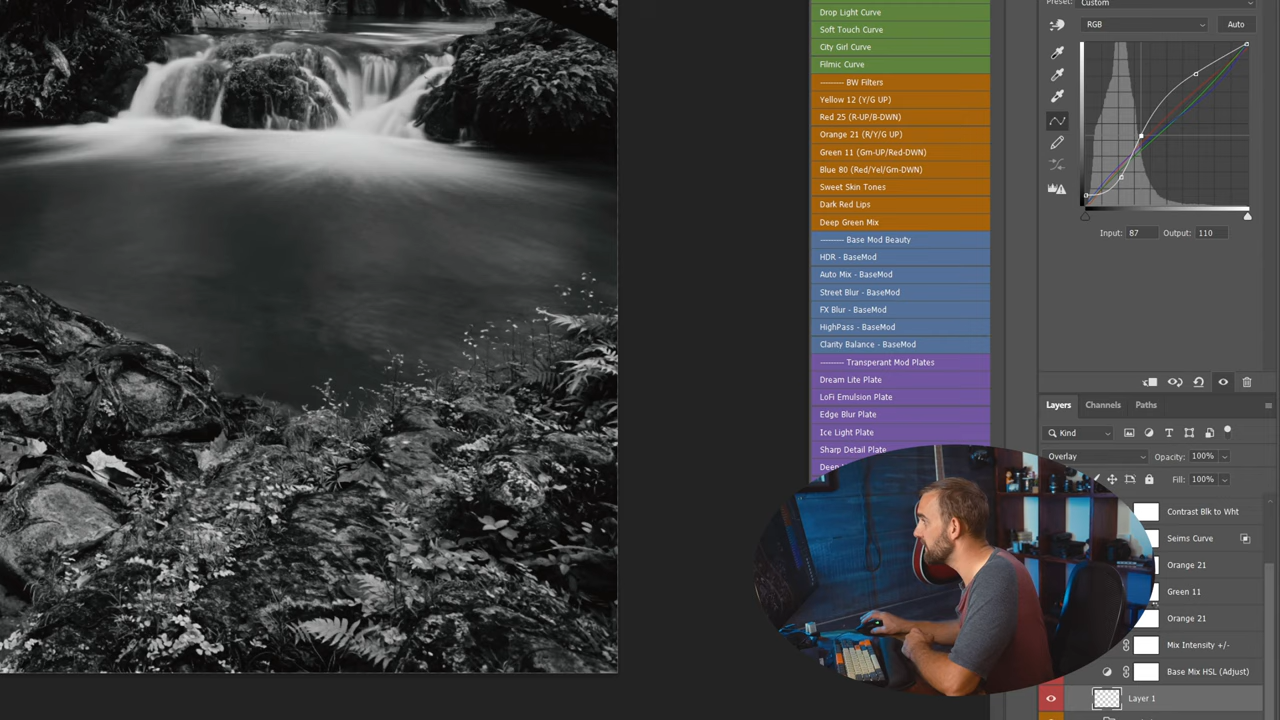 Preset: Custom
Drop Light Curve
Soft Touch Curve
City Girl Curve
Filmic Curve
——— BW Filters
Yellow 12 (Y/G UP)
Red 25 (R-UP/B-DWN)
Orange 21 (R/Y/G UP)
Green 11 (Grn-UP/Red-DWN)
Blue 80 (Red/Yel/Grn-DWN)
Sweet Skin Tones
Dark Red Lips
Deep Green Mix
——— Base Mod Beauty
HDR - BaseMod
Auto Mix - BaseMod
Street Blur - BaseMod
FX Blur - BaseMod
HighPass - BaseMod
Clarity Balance - BaseMod
——— Transperant Mod Plates
Dream Lite Plate
LoFi Emulsion Plate
Edge Blur Plate
Ice Light Plate
Sharp Detail Plate
RGB Auto
Input: 87 Output: 110
Layers Channels Paths
Kind
Overlay Opacity: 100%
Fill: 100%
Contrast Blk to Wht
Seims Curve
Orange 21
Green 11
Orange 21
Mix Intensity +/-
Base Mix HSL (Adjust)
Layer 1